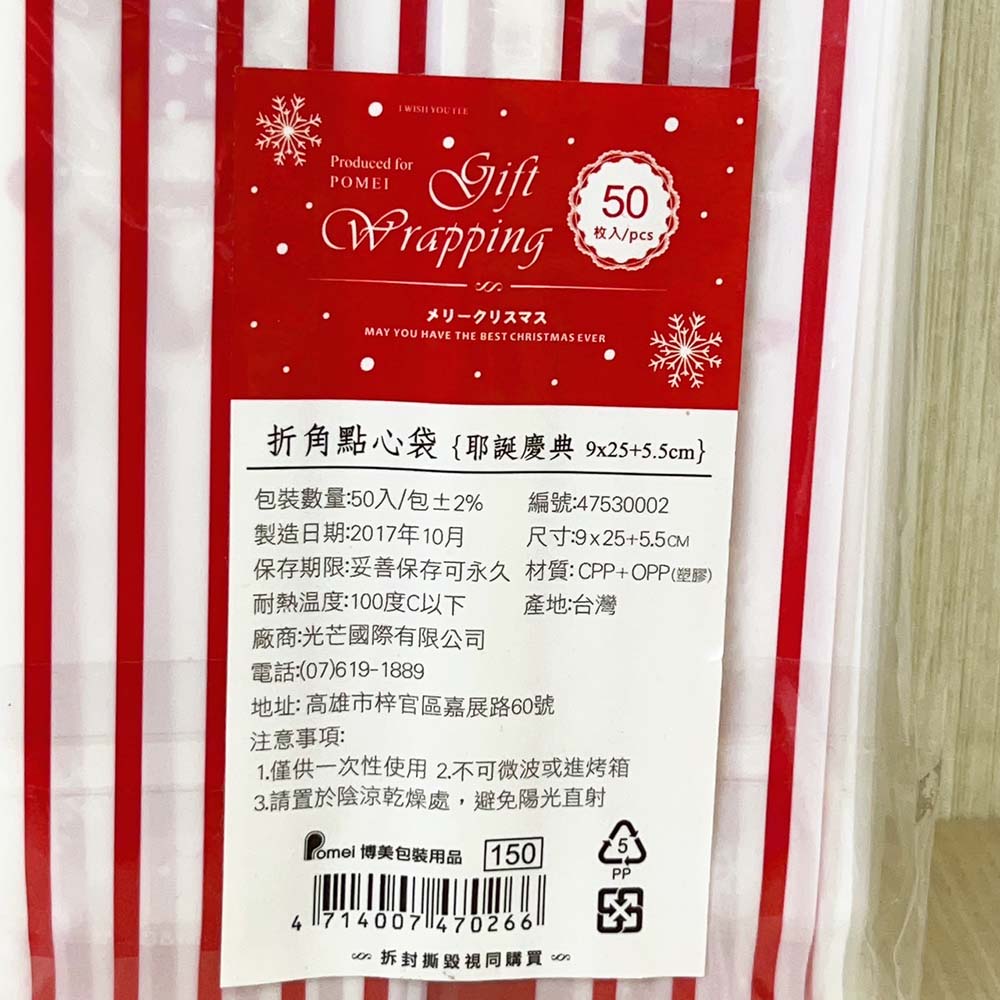 I WISH YOU TEE
Produced for
POMEI
Gift
Wrapping
50
枚入/pcs
メリークリスマス
MAY YOU HAVE THE BEST CHRISTMAS EVER
折角點心袋 {耶誕慶典 9x25+5.5cm}
包裝數量:50入/包±2% 編號:47530002
製造日期:2017年10月 尺寸:9x25+5.5CM
保存期限:妥善保存可永久 材質:CPP+OPP(塑膠)
耐熱溫度:100度C以下 產地:台灣
廠商:光芒國際有限公司
電話:(07)619-1889
地址:高雄市梓官區嘉展路60號
注意事項:
1.僅供一次性使用 2.不可微波或進烤箱
3.請置於陰涼乾燥處，避免陽光直射
Pomei 博美包裝用品 150
5
PP
4 714007 470266
拆封撕毀視同購買